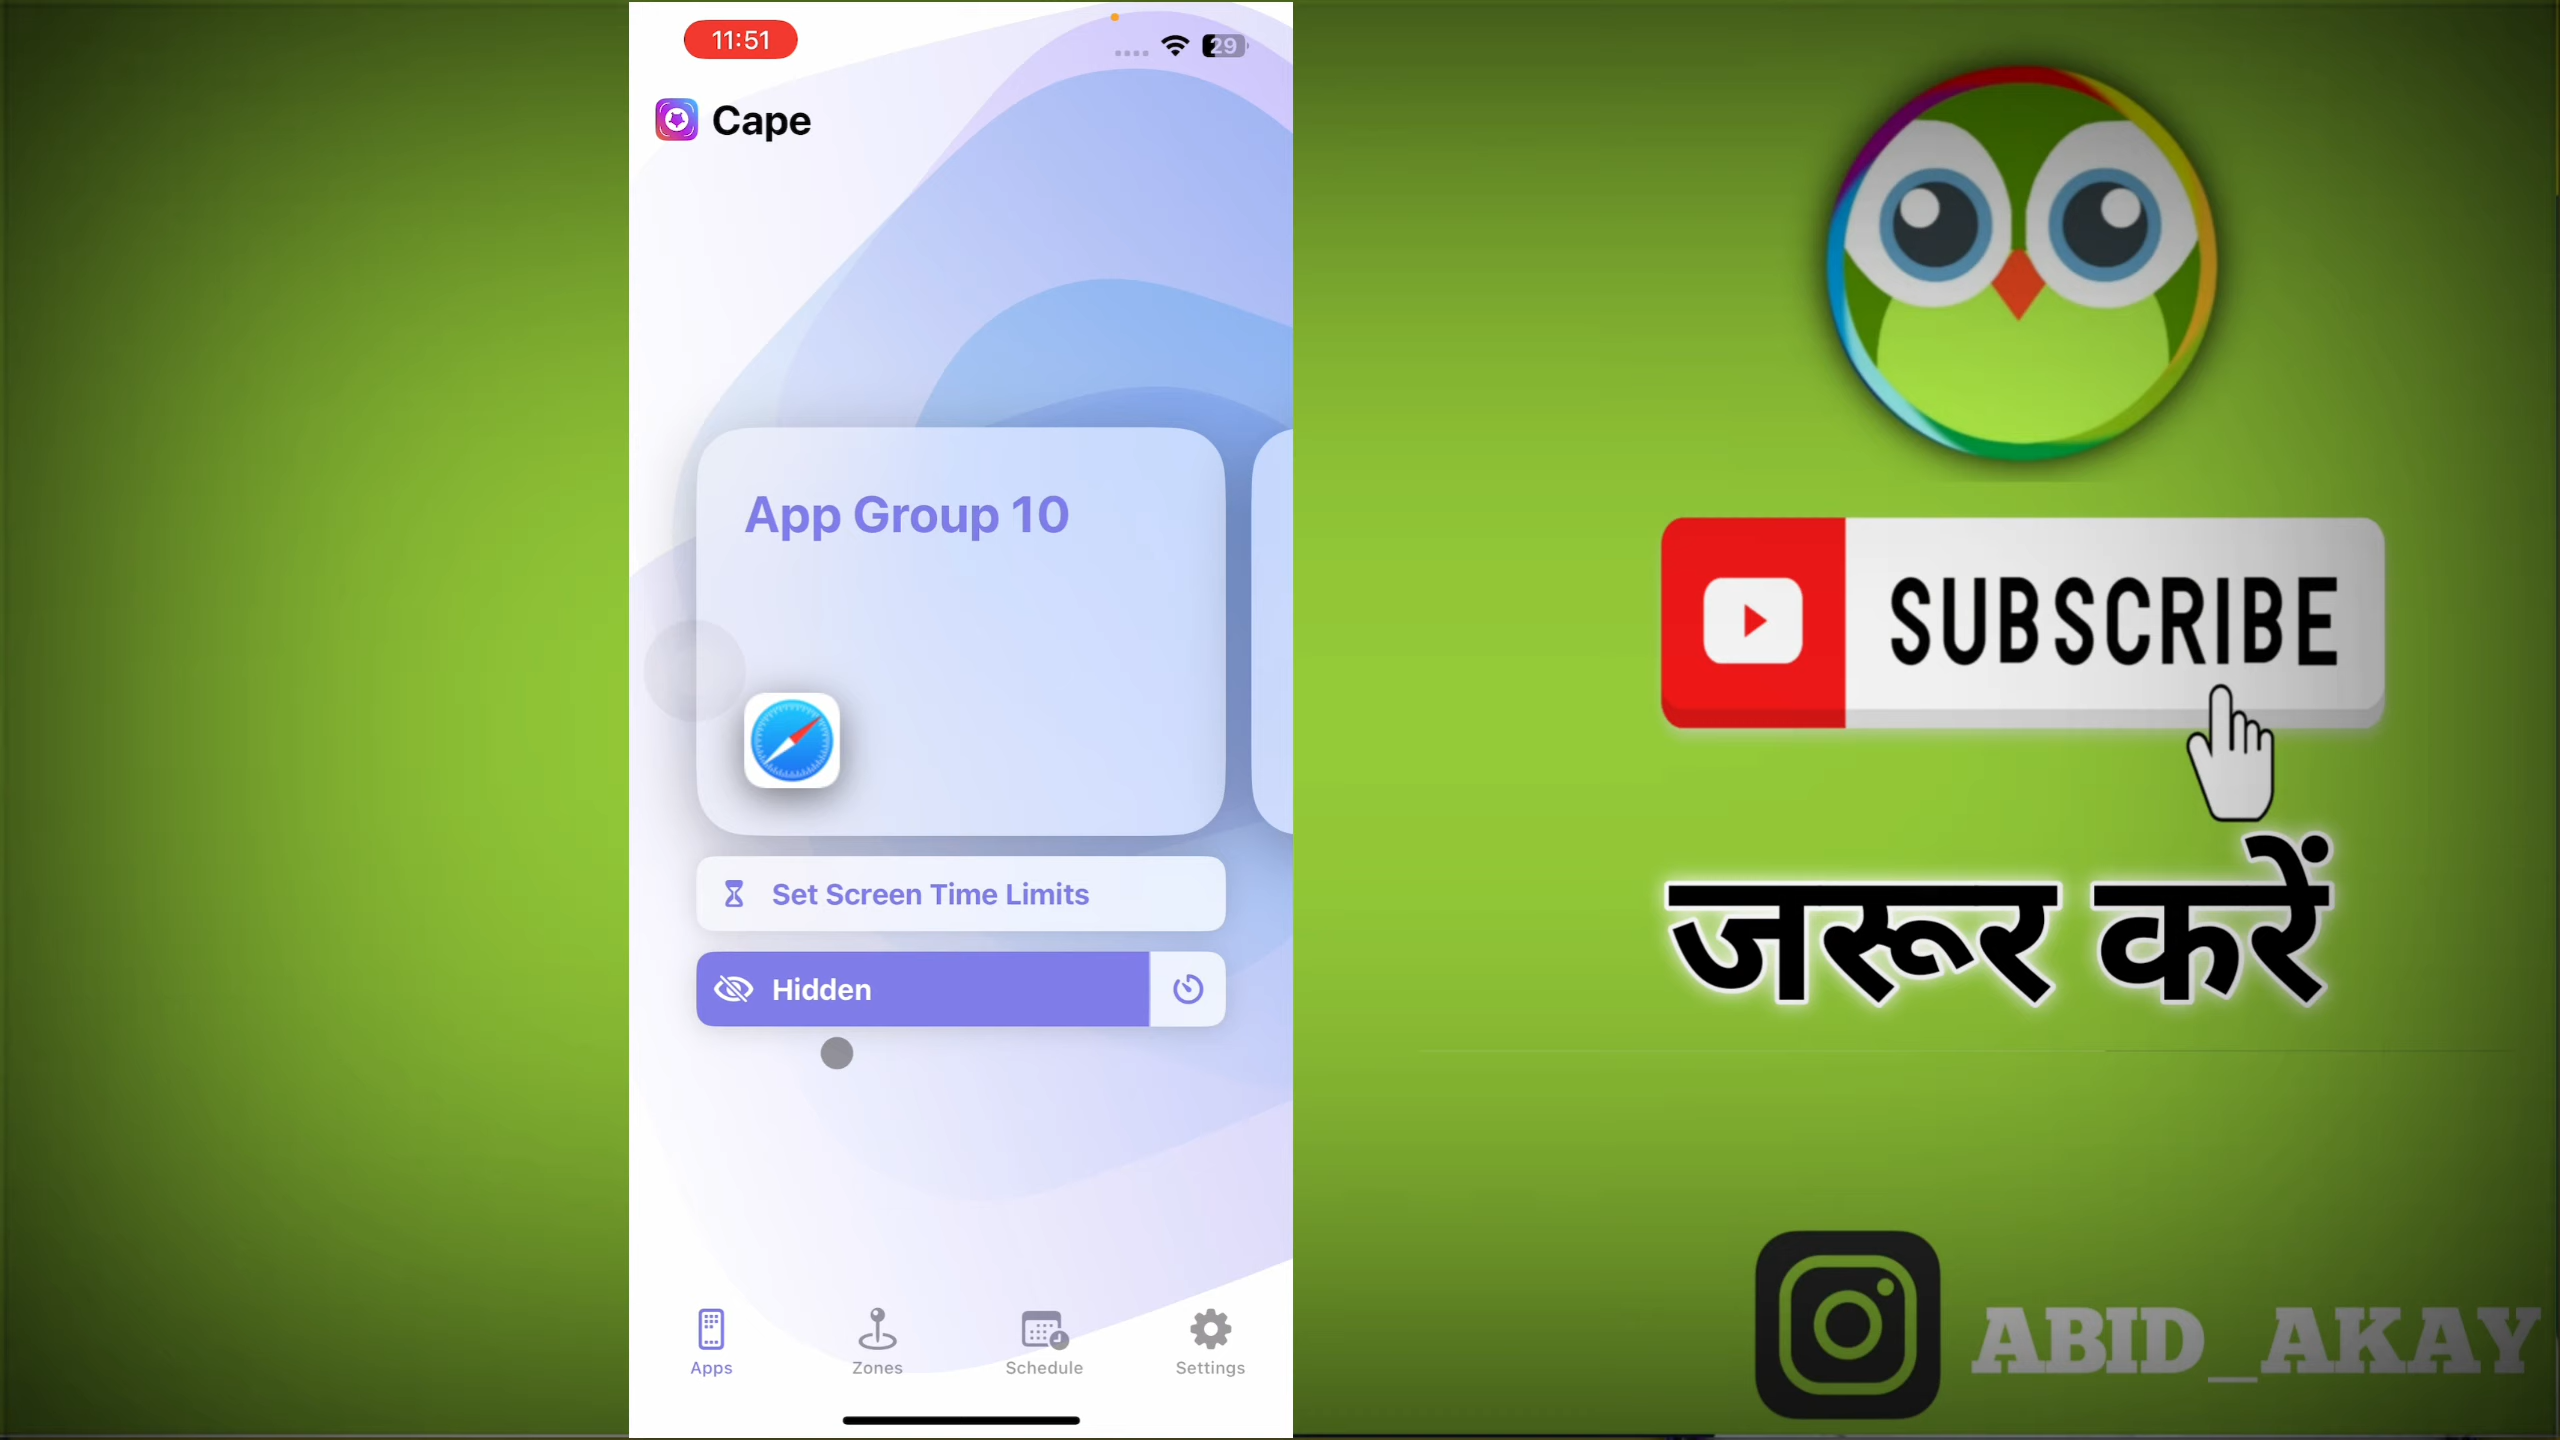 11:51
29
Cape
App Group 10
Set Screen Time Limits
Hidden
Apps
Zones
Schedule
Settings
SUBSCRIBE
जरूर करें
ABID_AKAY